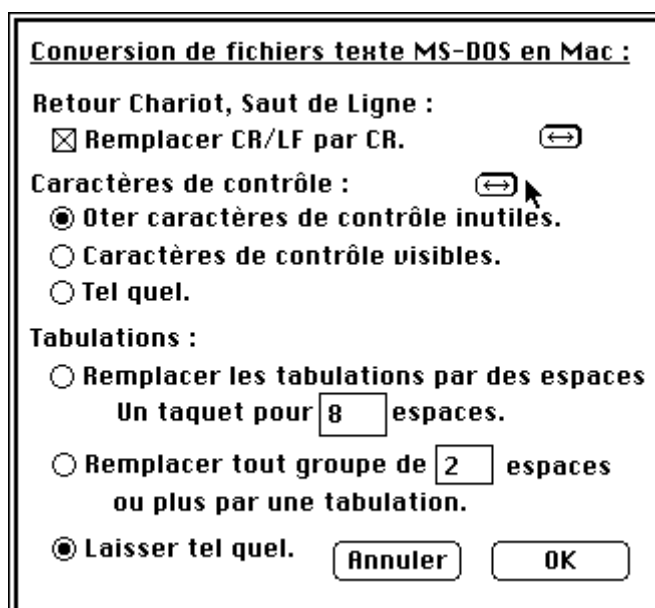 Conversion de fichiers texte MS-DOS en Mac :
Retour Chariot, Saut de Ligne :
Remplacer CR/LF par CR.
Caractères de contrôle :
Oter caractères de contrôle inutiles.
Caractères de contrôle visibles.
Tel quel.
Tabulations :
Remplacer les tabulations par des espaces
Un taquet pour 8 espaces.
Remplacer tout groupe de 2 espaces
ou plus par une tabulation.
Laisser tel quel.
Annuler OK